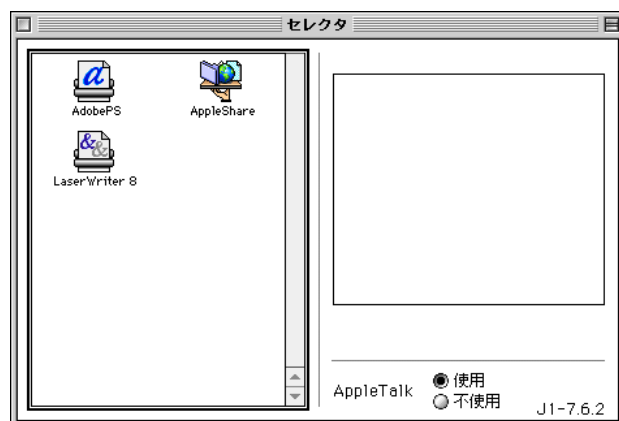 セレクタ
AdobePS
AppleShare
LaserWriter 8
AppleTalk
使用
不使用
J1-7.6.2